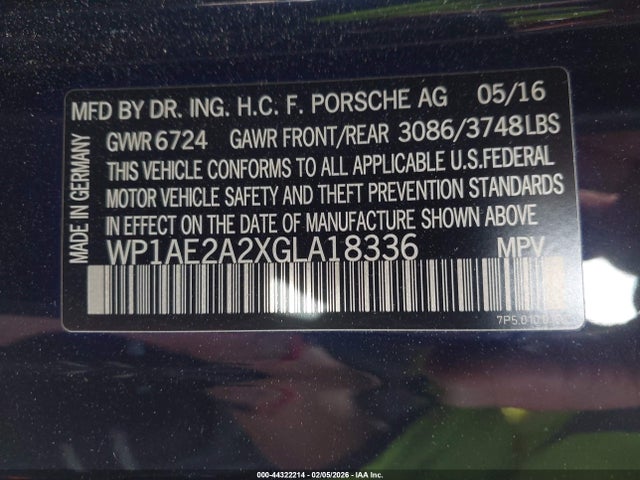 MFD BY DR. ING. H.C. F. PORSCHE AG 05/16
GVWR 6724 GAWR FRONT/REAR 3086/3748LBS
THIS VEHICLE CONFORMS TO ALL APPLICABLE U.S.FEDERAL
MOTOR VEHICLE SAFETY AND THEFT PREVENTION STANDARDS
IN EFFECT ON THE DATE OF MANUFACTURE SHOWN ABOVE
WP1AE2A2XGLA18336 MPV
MADE IN GERMANY
000-44322214 - 02/05/2026 - IAA Inc.